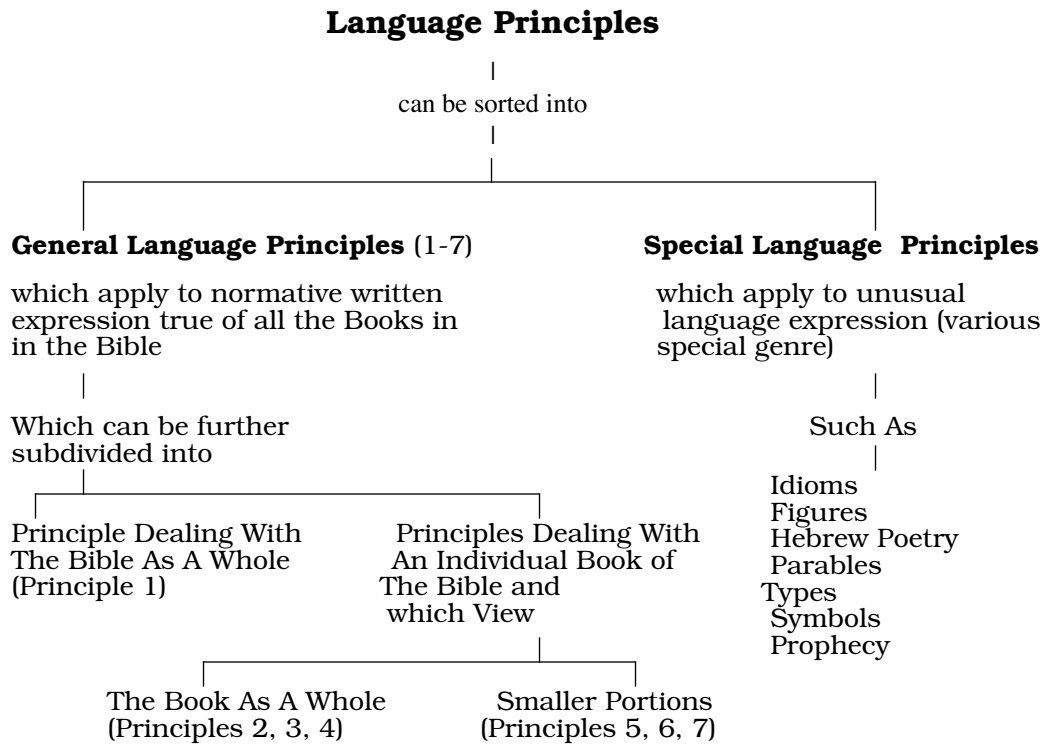 Language Principles
can be sorted into
General Language Principles (1-7)
which apply to normative written
expression true of all the Books in
in the Bible
Which can be further
subdivided into
Principle Dealing With
The Bible As A Whole
(Principle 1)
Principles Dealing With
An Individual Book of
The Bible and
which View
The Book As A Whole
(Principles 2, 3, 4)
Smaller Portions
(Principles 5, 6, 7)
Special Language Principles
which apply to unusual
language expression (various
special genre)
Such As
Idioms
Figures
Hebrew Poetry
Parables
Types
Symbols
Prophecy